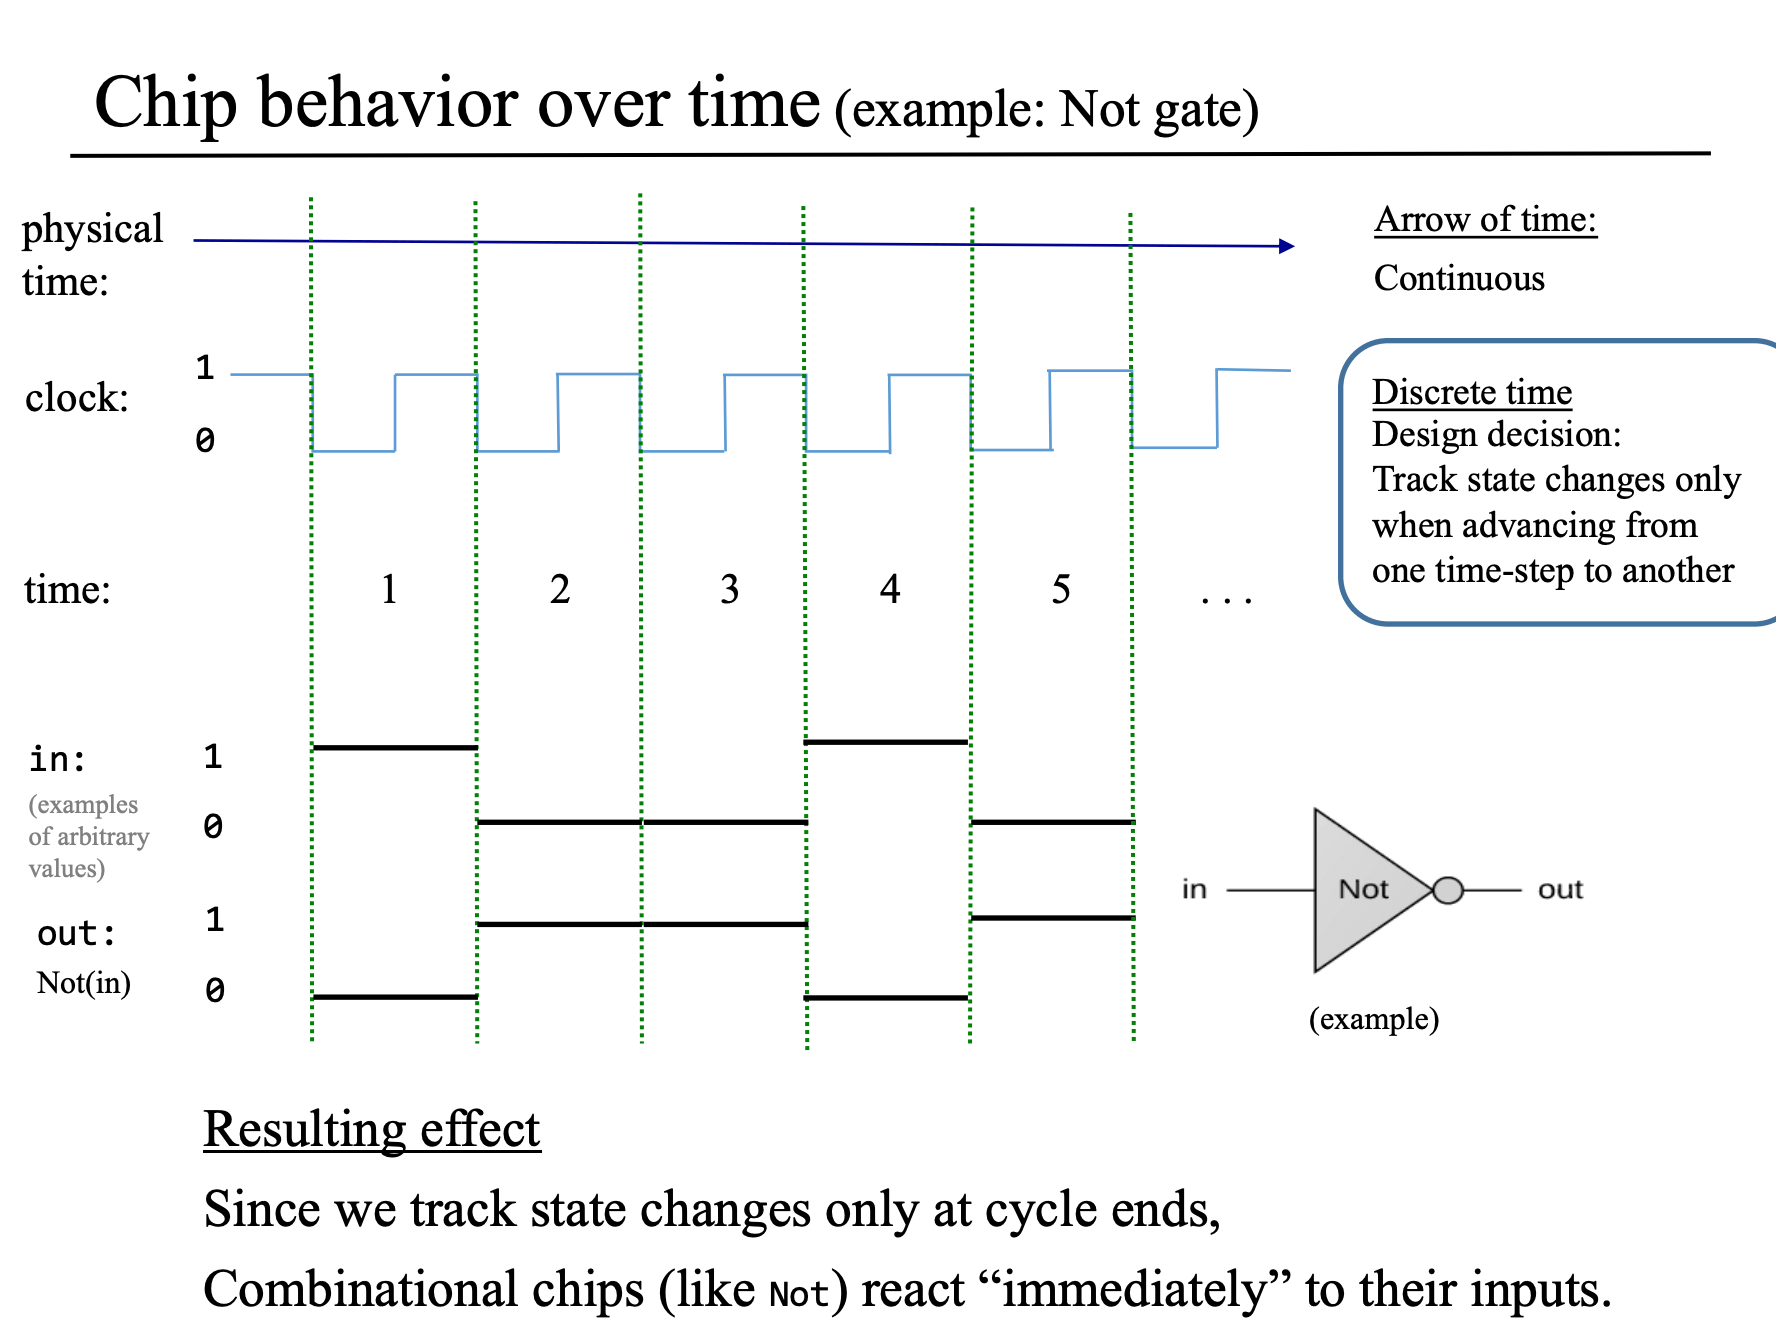 Chip behavior over time (example: Not gate)
physical
time:
Arrow of time:
Continuous
1
clock:
0
Discrete time
Design decision:
Track state changes only
when advancing from
one time-step to another
time: 1 2 3 4 5 . . .
in: 1
(examples
of arbitrary
values)
0
out: 1
Not(in) 0
in Not out
(example)
Resulting effect
Since we track state changes only at cycle ends,
Combinational chips (like Not) react “immediately” to their inputs.